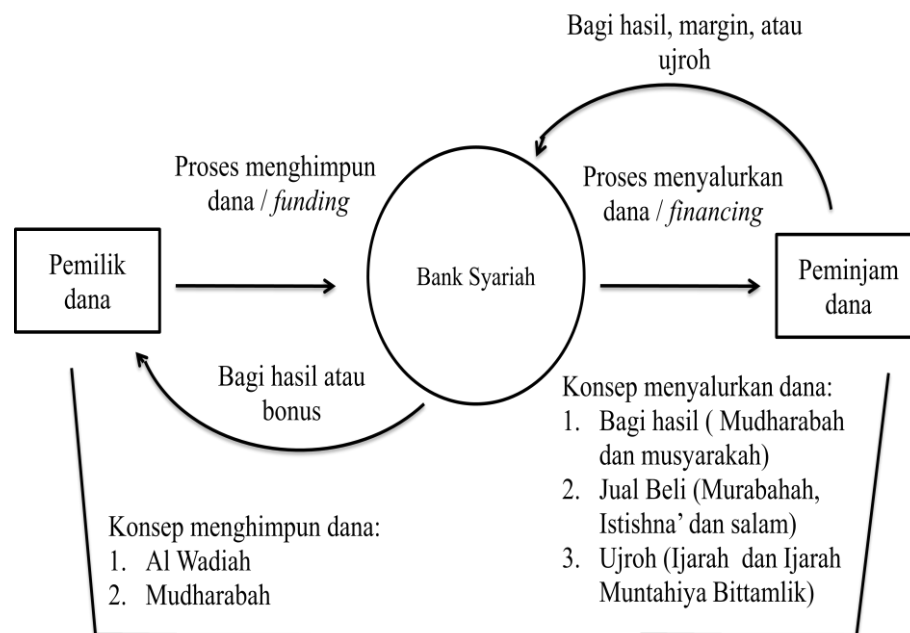 Bagi hasil, margin, atau
ujroh
Proses menghimpun
dana / funding
Proses menyalurkan
dana / financing
Pemilik
dana
Bank Syariah
Peminjam
dana
Bagi hasil atau
bonus
Konsep menghimpun dana:
1. Al Wadiah
2. Mudharabah
Konsep menyalurkan dana:
1. Bagi hasil ( Mudharabah
dan musyarakah)
2. Jual Beli (Murabahah,
Istishna’ dan salam)
3. Ujroh (Ijarah dan Ijarah
Muntahiya Bittamlik)